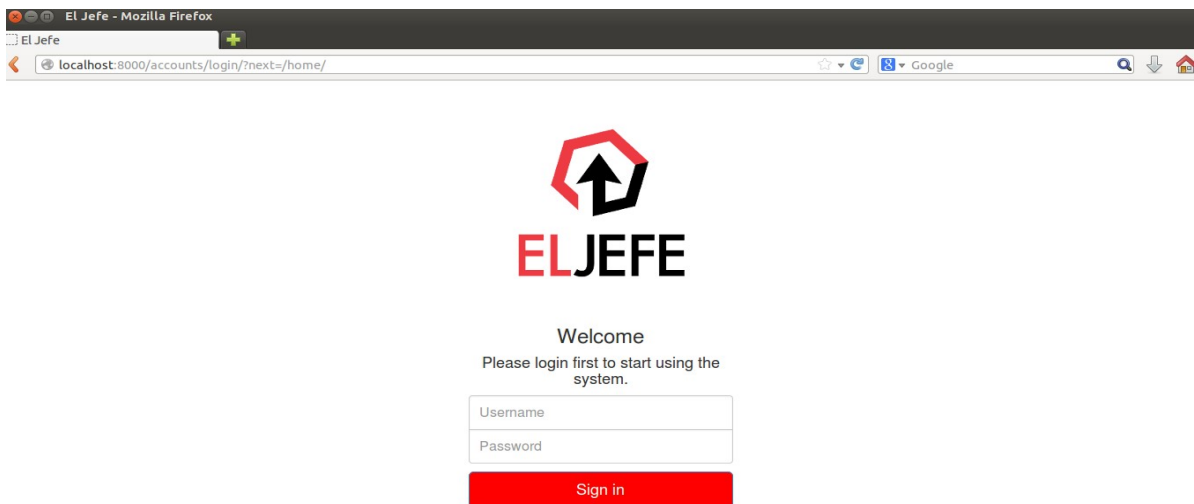 El Jefe - Mozilla Firefox
El Jefe
localhost:8000/accounts/login/?next=/home/
8 Google
ELJEFE
Welcome
Please login first to start using the
system.
Username
Password
Sign in